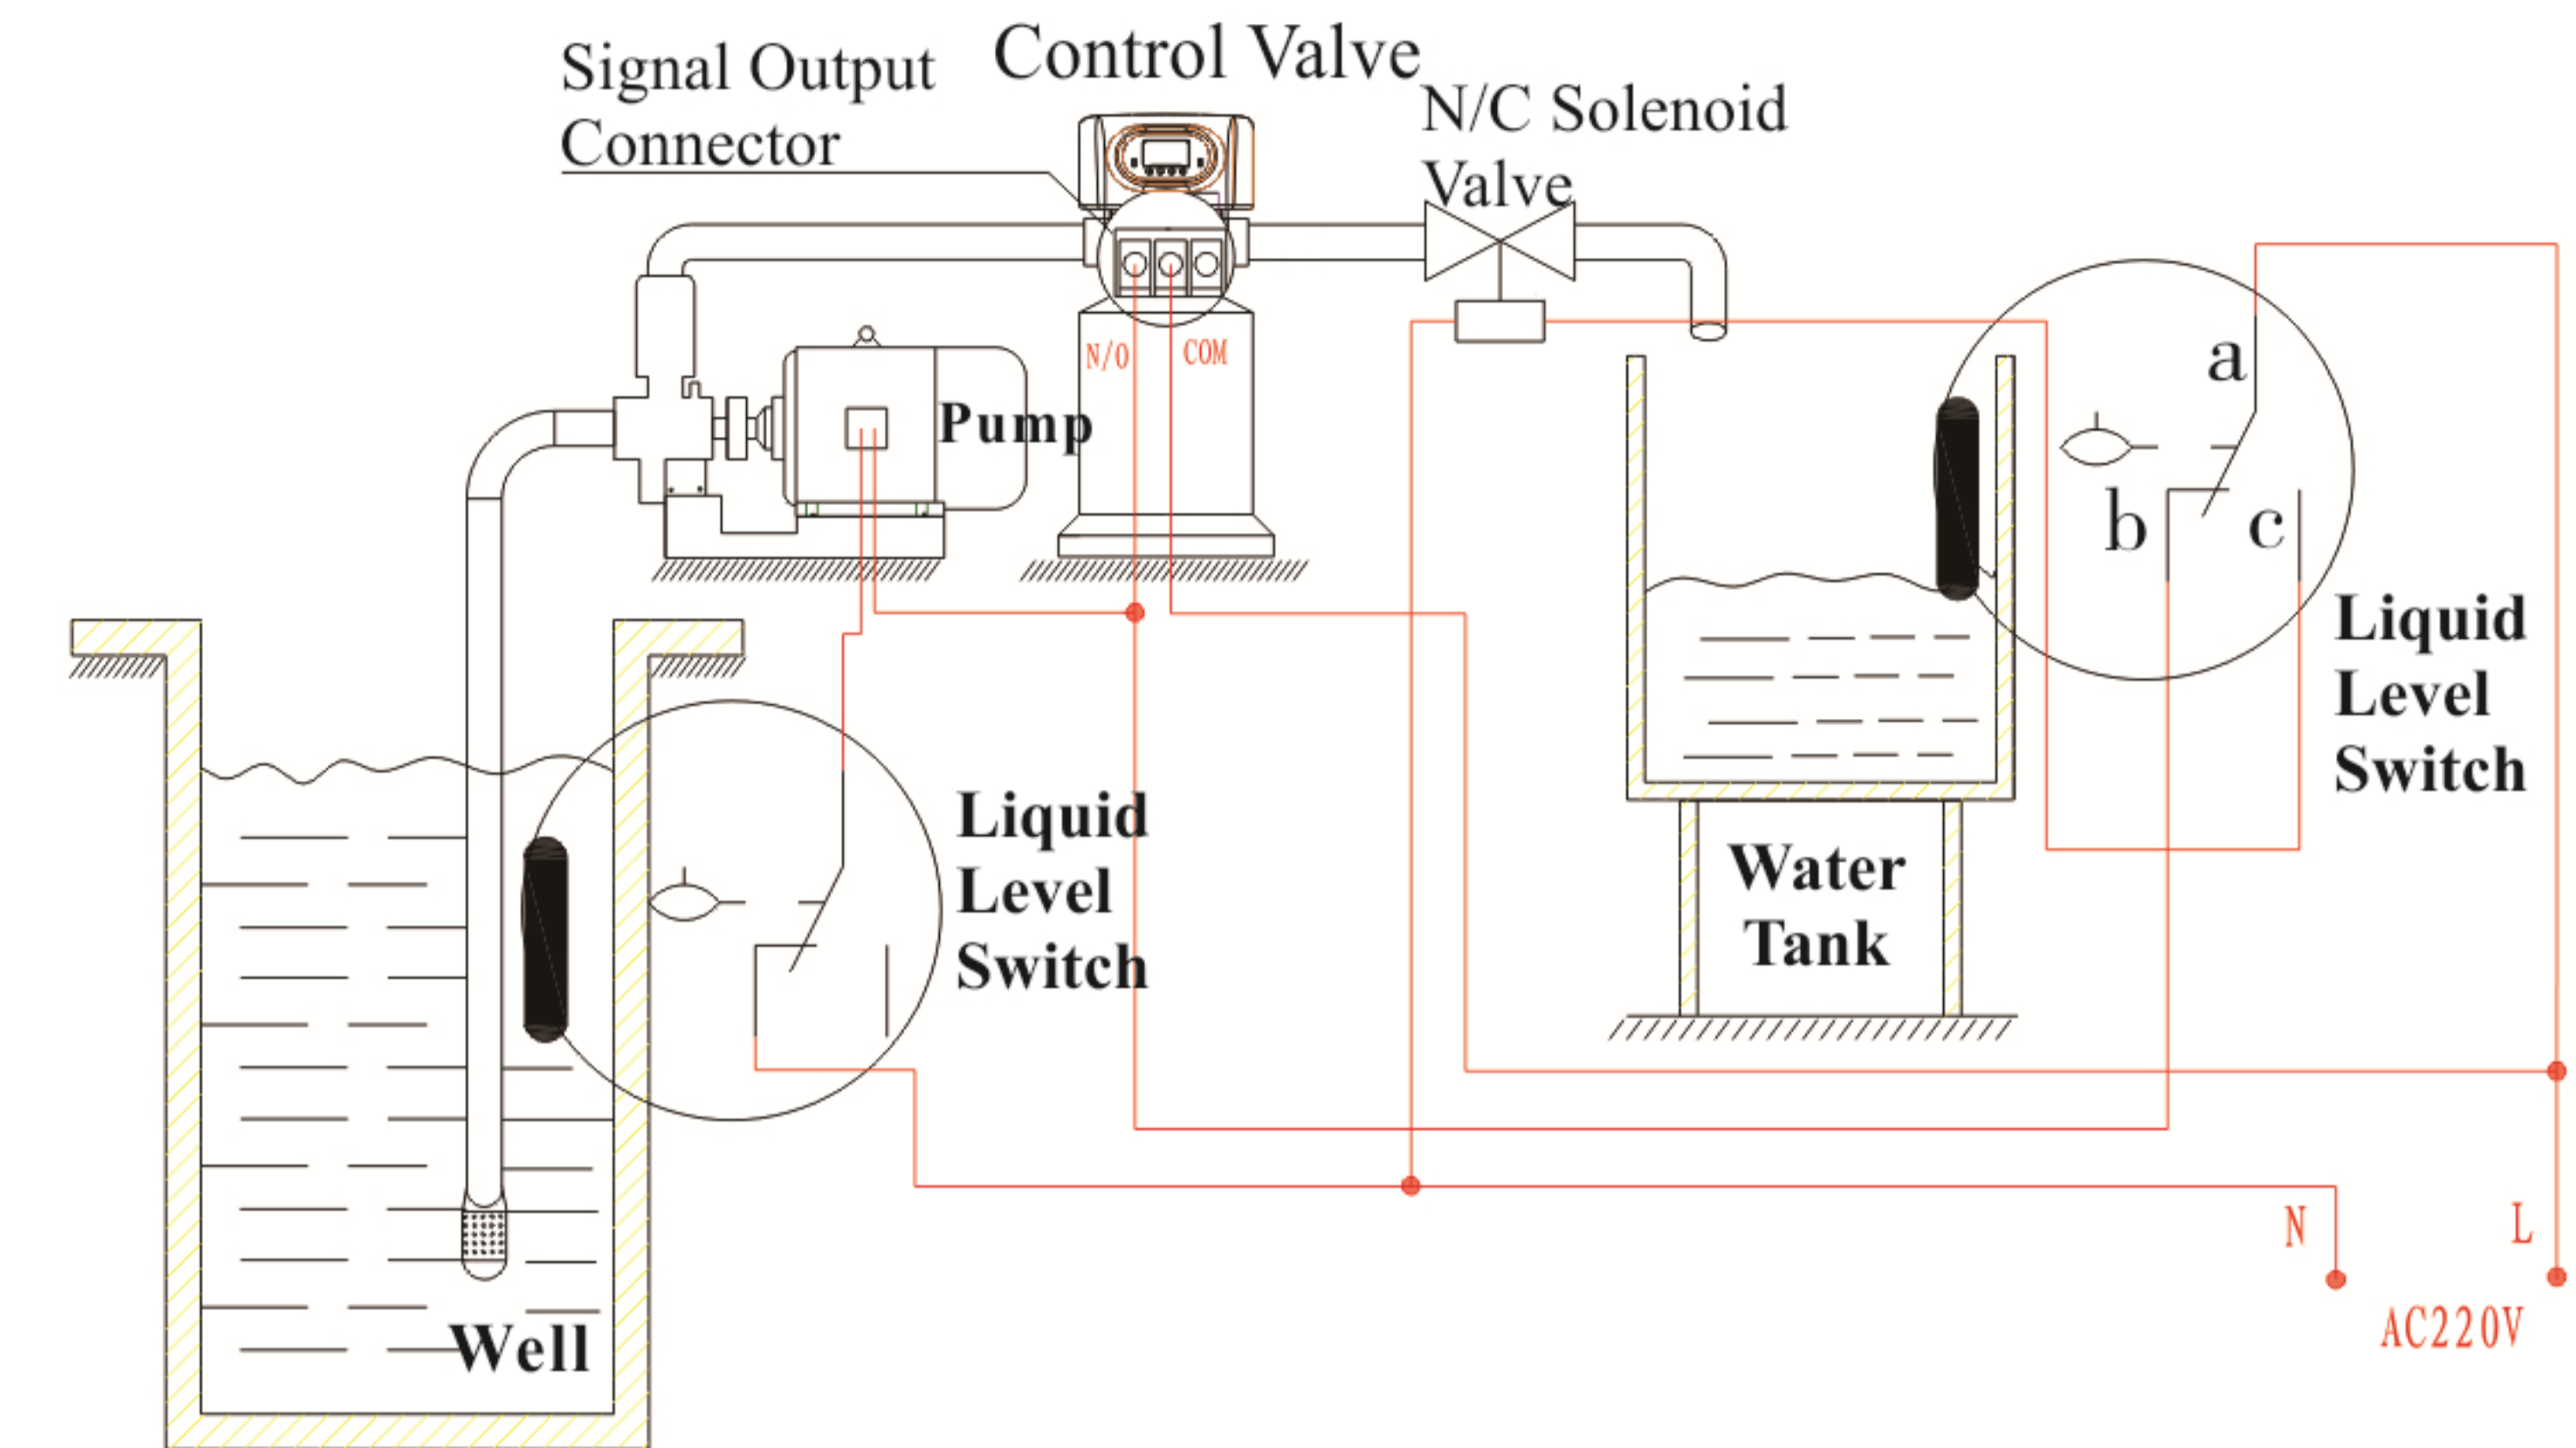 Signal Output
Connector
Control Valve
N/C Solenoid
Valve
N/O
COM
Pump
a
b
c
Liquid
Level
Switch
Liquid
Level
Switch
Water
Tank
Well
N
L
AC220V